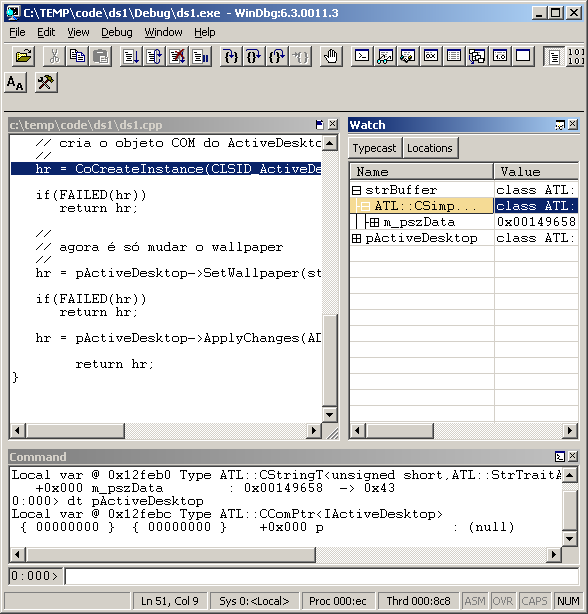 C:\TEMP\code\ds1\Debug\ds1.exe - WinDbg:6.3.0011.3
File Edit View Debug Window Help
c:\temp\code\ds1\ds1.cpp
// cria o objeto COM do ActiveDeskto
//
hr = CoCreateInstance(CLSID_ActiveDe
if(FAILED(hr))
return hr;
//
// agora é só mudar o wallpaper
//
hr = pActiveDesktop->SetWallpaper(st
if(FAILED(hr))
return hr;
hr = pActiveDesktop->ApplyChanges(AD
return hr;
}
Watch
Typecast Locations
Name Value
strBuffer class ATL:
ATL::CSimp... class ATL:
m_pszData 0x00149658
pActiveDesktop class ATL:
Command
Local var @ 0x12feb0 Type ATL::CStringT<unsigned short,ATL::StrTraitA
+0x000 m_pszData : 0x00149658 -> 0x43
0:000> dt pActiveDesktop
Local var @ 0x12febc Type ATL::CComPtr<IActiveDesktop>
{ 00000000 } { 00000000 } +0x000 p : (null)
0:000>
Ln 51, Col 9 Sys 0:<Local> Proc 000:ec Thrd 000:8c8 ASM OVR CAPS NUM